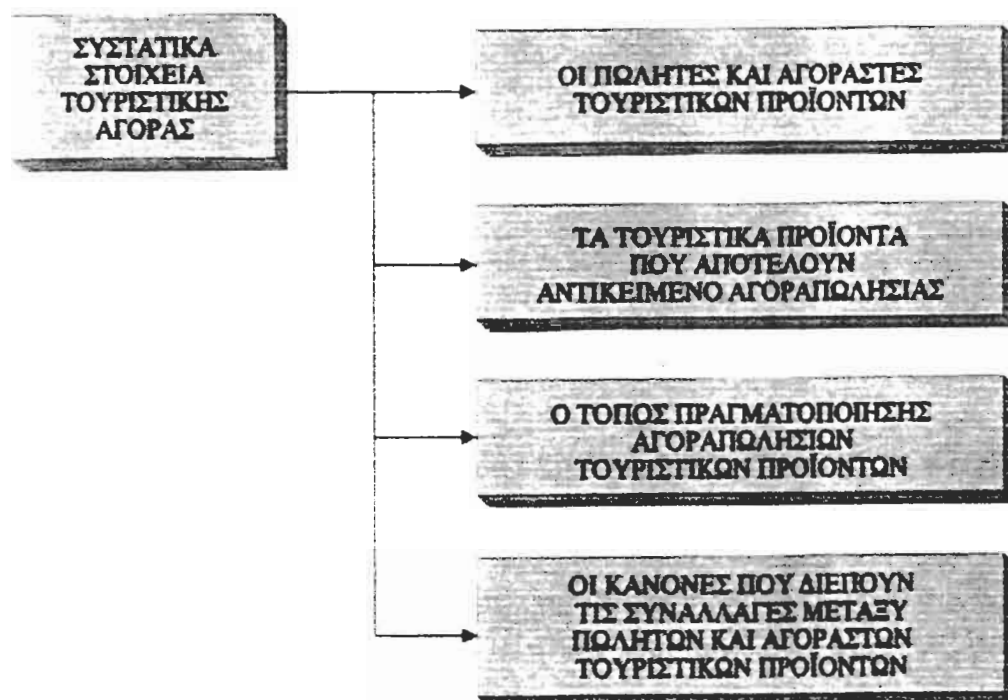 ΣΥΣΤΑΤΙΚΑ
ΣΤΟΙΧΕΙΑ
ΤΟΥΡΙΣΤΙΚΗΣ
ΑΓΟΡΑΣ
ΟΙ ΠΩΛΗΤΕΣ ΚΑΙ ΑΓΟΡΑΣΤΕΣ
ΤΟΥΡΙΣΤΙΚΩΝ ΠΡΟΪΟΝΤΩΝ
ΤΑ ΤΟΥΡΙΣΤΙΚΑ ΠΡΟΪΟΝΤΑ
ΠΟΥ ΑΠΟΤΕΛΟΥΝ
ΑΝΤΙΚΕΙΜΕΝΟ ΑΓΟΡΑΠΩΛΗΣΙΑΣ
Ο ΤΟΠΟΣ ΠΡΑΓΜΑΤΟΠΟΙΗΣΗΣ
ΑΓΟΡΑΠΩΛΗΣΙΩΝ
ΤΟΥΡΙΣΤΙΚΩΝ ΠΡΟΪΟΝΤΩΝ
ΟΙ ΚΑΝΟΝΕΣ ΠΟΥ ΔΙΕΠΟΥΝ
ΤΙΣ ΣΥΝΑΛΛΑΓΕΣ ΜΕΤΑΞΥ
ΠΩΛΗΤΩΝ ΚΑΙ ΑΓΟΡΑΣΤΩΝ
ΤΟΥΡΙΣΤΙΚΩΝ ΠΡΟΪΟΝΤΩΝ